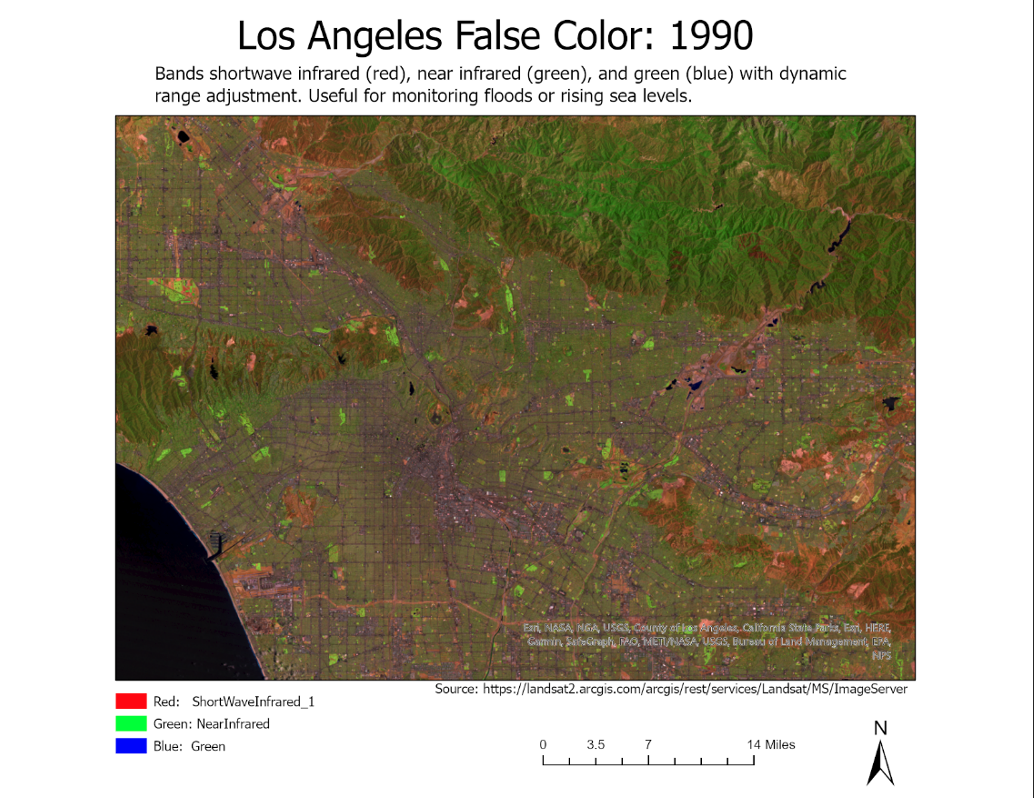 Los Angeles False Color: 1990
Bands shortwave infrared (red), near infrared (green), and green (blue) with dynamic
range adjustment. Useful for monitoring floods or rising sea levels.
Esri, NASA, NGA, USGS, County of Los Angeles, California State Parks, Esri, HERE,
Garmin, SafeGraph, FAO, METI/NASA, USGS, Bureau of Land Management, EPA,
NPS
Source: https://landsat2.arcgis.com/arcgis/rest/services/Landsat/MS/ImageServer
Red: ShortWaveInfrared_1
Green: NearInfrared
Blue: Green
N
0 3.5 7 14 Miles